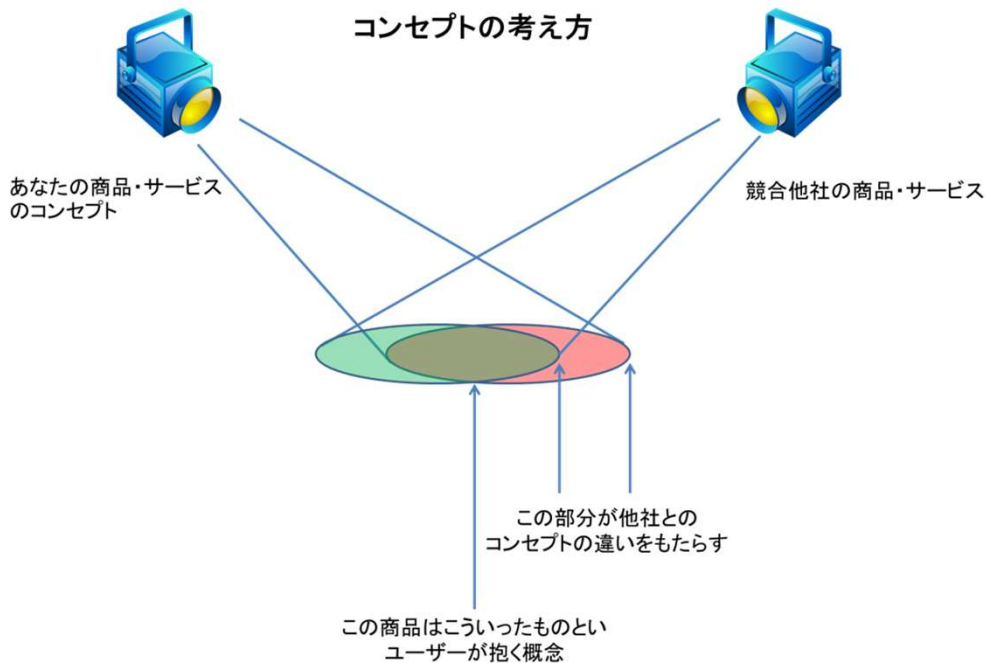 コンセプトの考え方
あなたの商品・サービス
のコンセプト
競合他社の商品・サービス
この部分が他社との
コンセプトの違いをもたらす
この商品はこういったものとい
ユーザーが抱く概念